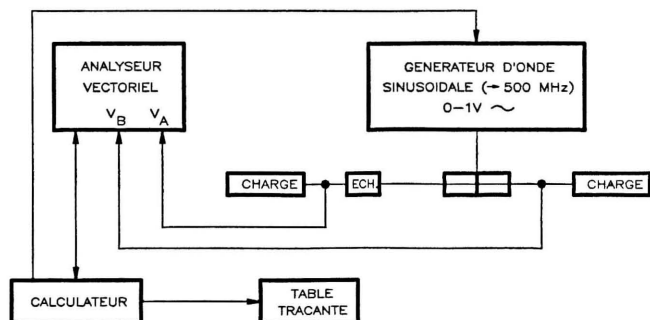 ANALYSEUR
VECTORIEL
V_B V_A
GENERATEUR D'ONDE
SINUSOIDALE (→ 500 MHz)
0-1V ~
CHARGE
ECH.
CHARGE
CALCULATEUR
TABLE
TRACANTE